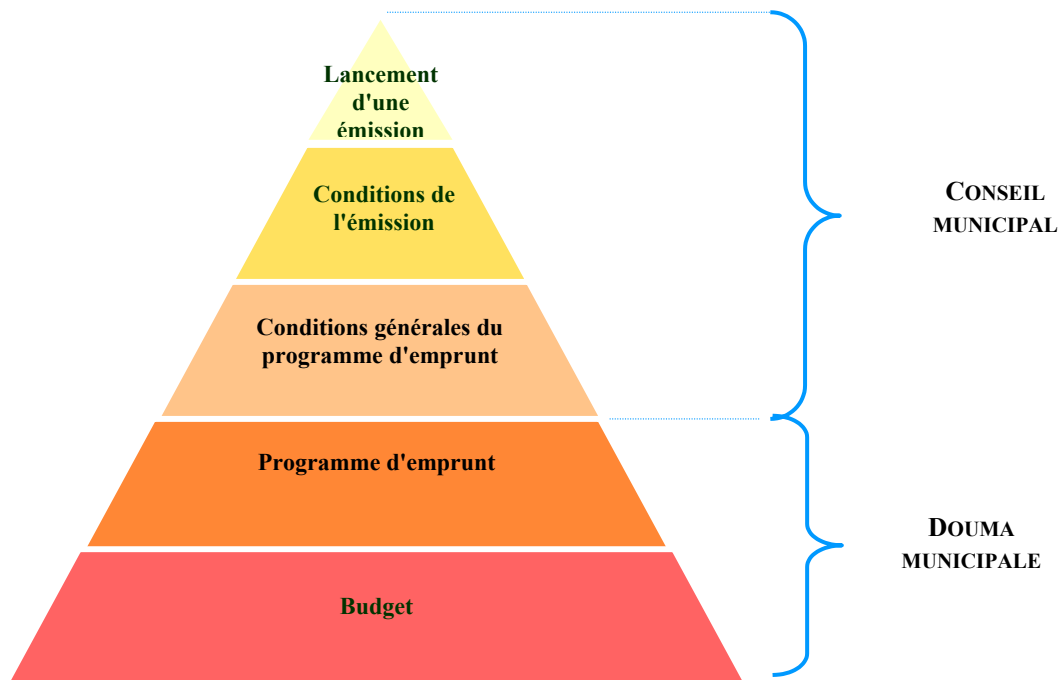 Lancement
d'une
émission
Conditions de
l'émission
CONSEIL
MUNICIPAL
Conditions générales du
programme d'emprunt
Programme d'emprunt
DOUMA
MUNICIPALE
Budget